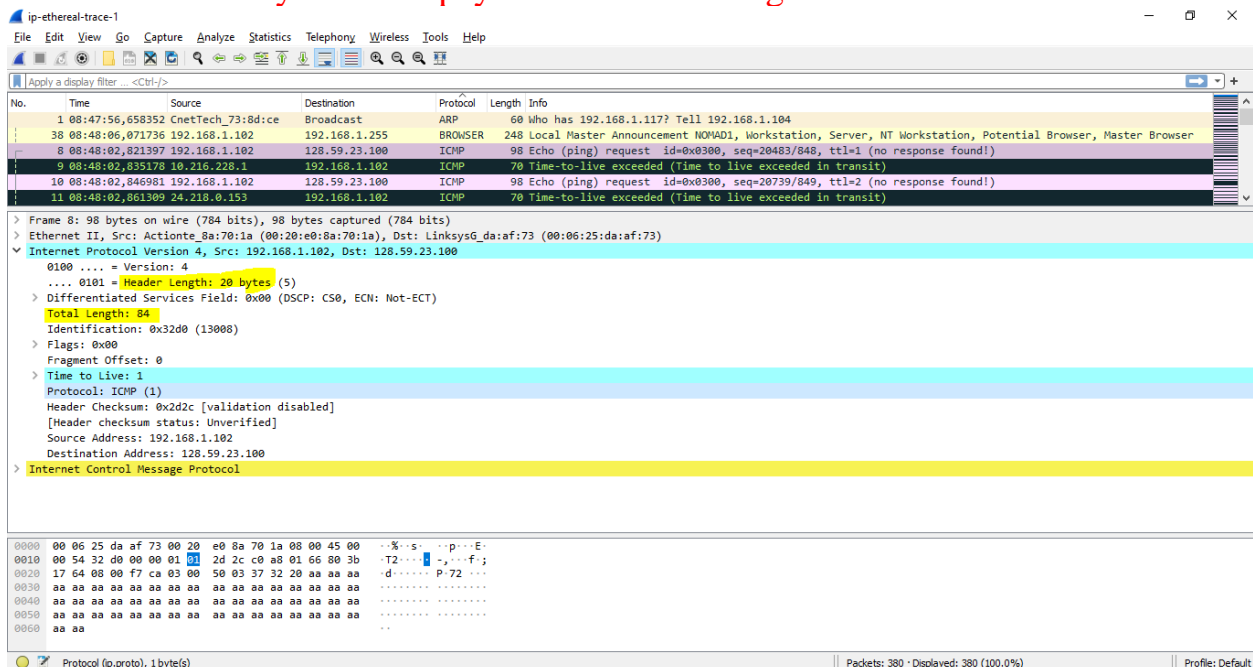 ip-ethereal-trace-1
File Edit View Go Capture Analyze Statistics Telephony Wireless Tools Help
Apply a display filter ... <Ctrl-/>
No. Time Source Destination Protocol Length Info
1 08:47:56,658352 CnetTech_73:8d:ce Broadcast ARP 60 Who has 192.168.1.117? Tell 192.168.1.104
38 08:48:06,071736 192.168.1.102 192.168.1.255 BROWSER 248 Local Master Announcement NOMAD1, Workstation, Server, NT Workstation, Potential Browser, Master Browser
8 08:48:02,821397 192.168.1.102 128.59.23.100 ICMP 98 Echo (ping) request id=0x0300, seq=20483/848, ttl=1 (no response found!)
9 08:48:02,835178 10.216.228.1 192.168.1.102 ICMP 70 Time-to-live exceeded (Time to live exceeded in transit)
10 08:48:02,846981 192.168.1.102 128.59.23.100 ICMP 98 Echo (ping) request id=0x0300, seq=20739/849, ttl=2 (no response found!)
11 08:48:02,861309 24.218.0.153 192.168.1.102 ICMP 70 Time-to-live exceeded (Time to live exceeded in transit)
Frame 8: 98 bytes on wire (784 bits), 98 bytes captured (784 bits)
Ethernet II, Src: Actionte_8a:70:1a (00:20:e0:8a:70:1a), Dst: LinksysG_da:af:73 (00:06:25:da:af:73)
Internet Protocol Version 4, Src: 192.168.1.102, Dst: 128.59.23.100
0100 .... = Version: 4
.... 0101 = Header Length: 20 bytes (5)
Differentiated Services Field: 0x00 (DSCP: CS0, ECN: Not-ECT)
Total Length: 84
Identification: 0x32d0 (13008)
Flags: 0x00
Fragment Offset: 0
Time to Live: 1
Protocol: ICMP (1)
Header Checksum: 0x2d2c [validation disabled]
[Header checksum status: Unverified]
Source Address: 192.168.1.102
Destination Address: 128.59.23.100
Internet Control Message Protocol
0000 00 06 25 da af 73 00 20 e0 8a 70 1a 08 00 45 00 ··%··s· ··p···E·
0010 00 54 32 d0 00 00 01 01 2d 2c c0 a8 01 66 80 3b ·T2····· -,···f·;
0020 17 64 08 00 f7 ca 03 00 50 03 37 32 20 aa aa aa ·d······ P·72 ···
0030 aa aa aa aa aa aa aa aa aa aa aa aa aa aa aa aa ········ ········
0040 aa aa aa aa aa aa aa aa aa aa aa aa aa aa aa aa ········ ········
0050 aa aa aa aa aa aa aa aa aa aa aa aa aa aa aa aa ········ ········
0060 aa aa ··
Protocol (ip.proto), 1 byte(s) Packets: 380 · Displayed: 380 (100.0%) Profile: Default